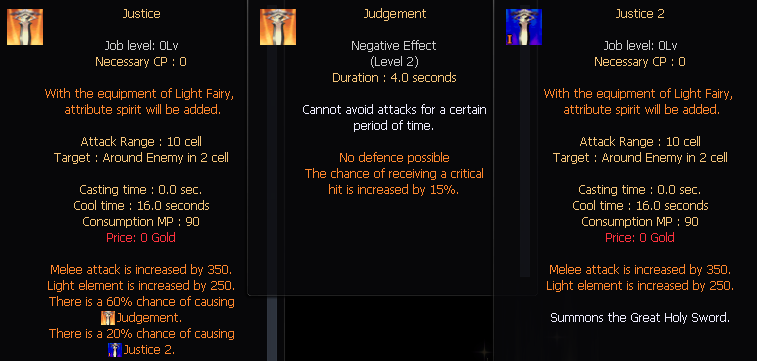 Justice
Job level: 0Lv
Necessary CP : 0
With the equipment of Light Fairy,
attribute spirit will be added.
Attack Range : 10 cell
Target : Around Enemy in 2 cell
Casting time : 0.0 sec.
Cool time : 16.0 seconds
Consumption MP : 90
Price: 0 Gold
Melee attack is increased by 350.
Light element is increased by 250.
There is a 60% chance of causing
Judgement.
There is a 20% chance of causing
Justice 2.
Judgement
Negative Effect
(Level 2)
Duration : 4.0 seconds
Cannot avoid attacks for a certain
period of time.
No defence possible
The chance of receiving a critical
hit is increased by 15%.
I
Justice 2
Job level: 0Lv
Necessary CP : 0
With the equipment of Light Fairy,
attribute spirit will be added.
Attack Range : 10 cell
Target : Around Enemy in 2 cell
Casting time : 0.0 sec.
Cool time : 16.0 seconds
Consumption MP : 90
Price: 0 Gold
Melee attack is increased by 350.
Light element is increased by 250.
Summons the Great Holy Sword.